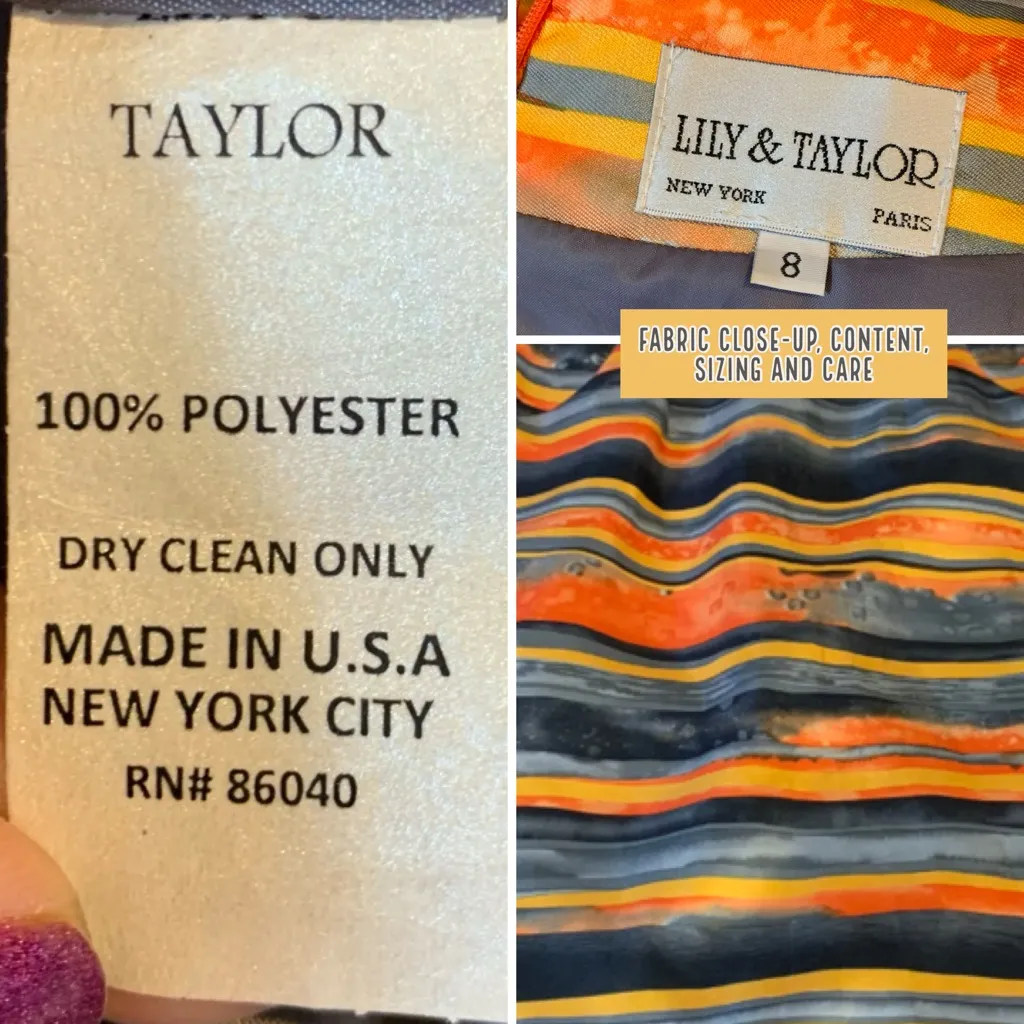 TAYLOR
100% POLYESTER
DRY CLEAN ONLY
MADE IN U.S.A
NEW YORK CITY
RN# 86040
LILY & TAYLOR
NEW YORK
PARIS
8
FABRIC CLOSE-UP, CONTENT,
SIZING AND CARE